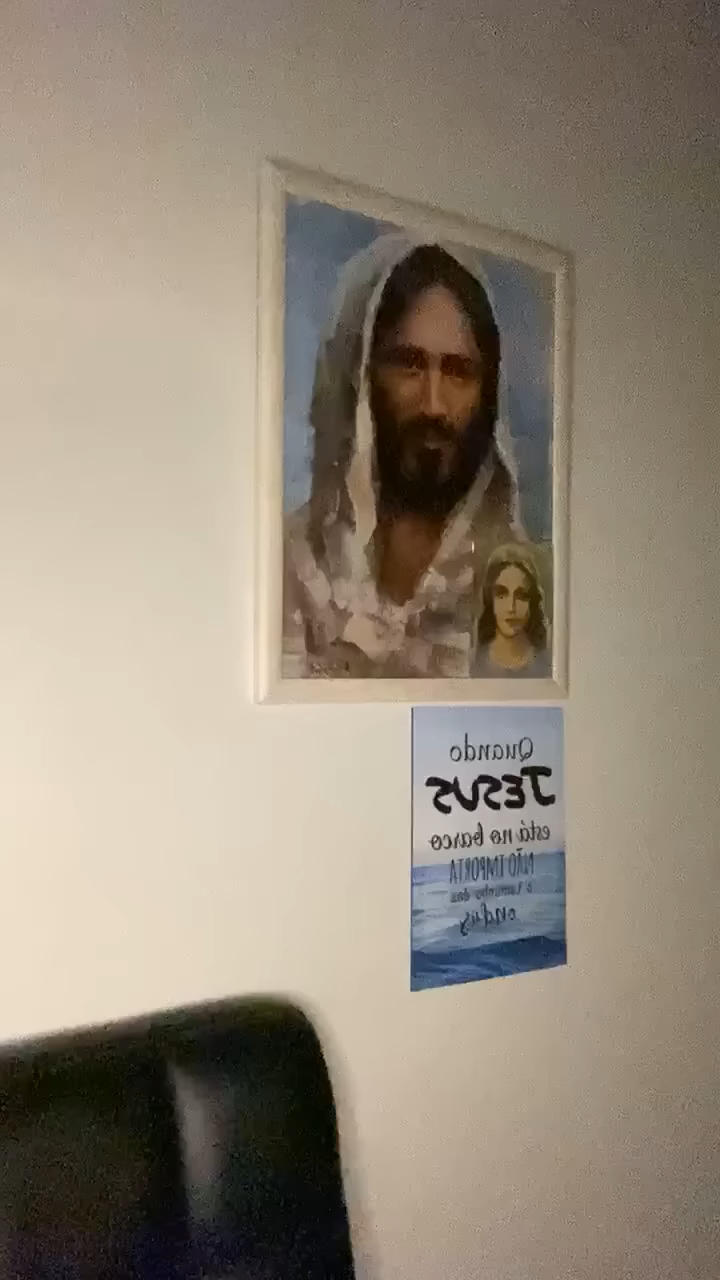 Quando
JESUS
está no barco
NÃO IMPORTA
o tamanho das
ondas